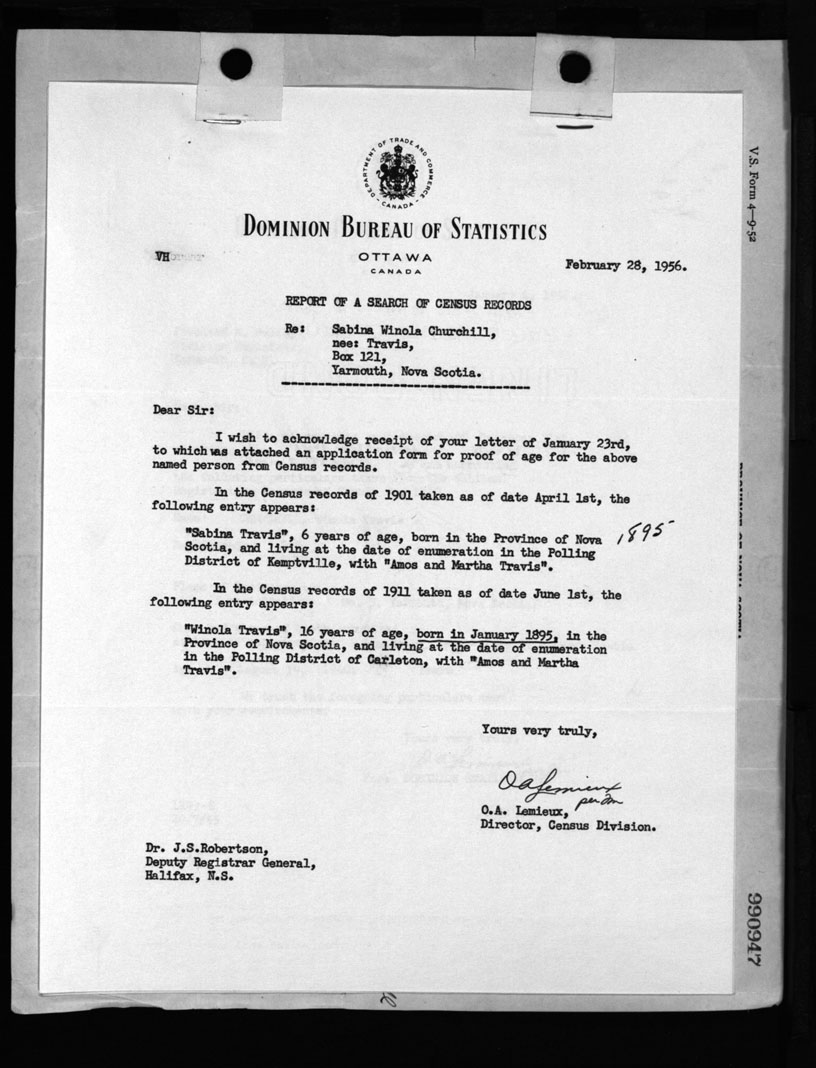 DEPARTMENT OF TRADE AND COMMERCE
CANADA
DOMINION BUREAU OF STATISTICS
VH
OTTAWA
CANADA
February 28, 1956.
REPORT OF A SEARCH OF CENSUS RECORDS
Re: Sabina Winola Churchill,
nee: Travis,
Box 121,
Yarmouth, Nova Scotia.
Dear Sir:
I wish to acknowledge receipt of your letter of January 23rd,
to which was attached an application form for proof of age for the above
named person from Census records.
In the Census records of 1901 taken as of date April 1st, the
following entry appears:
"Sabina Travis", 6 years of age, born in the Province of Nova
Scotia, and living at the date of enumeration in the Polling
District of Kemptville, with "Amos and Martha Travis".
1895
In the Census records of 1911 taken as of date June 1st, the
following entry appears:
"Winola Travis", 16 years of age, born in January 1895, in the
Province of Nova Scotia, and living at the date of enumeration
in the Polling District of Carleton, with "Amos and Martha
Travis".
Yours very truly,
O A Lemieux
per
O.A. Lemieux,
Director, Census Division.
Dr. J.S.Robertson,
Deputy Registrar General,
Halifax, N.S.
V.S. Form 4—9-52
990947